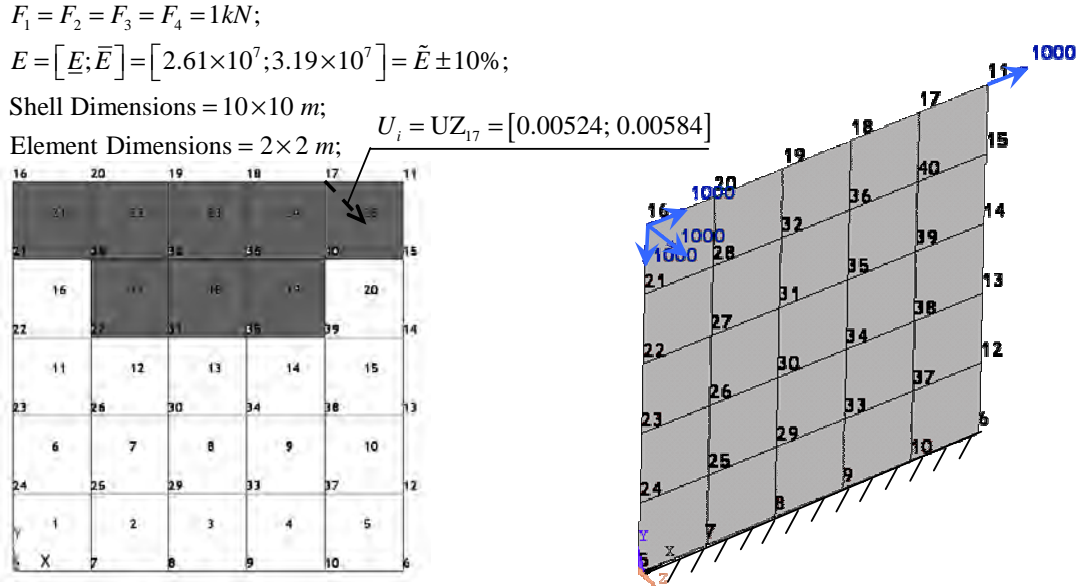 F₁ = F₂ = F₃ = F₄ = 1kN;
E = [E̲; E̅] = [2.61×10⁷; 3.19×10⁷] = Ẽ ± 10%;
Shell Dimensions = 10×10 m;
Element Dimensions = 2×2 m;
Uᵢ = UZ₁₇ = [0.00524; 0.00584]
16 20 19 18 17 11
21 15
16 20
22 27 31 35 39 14
11 12 13 14 15
23 26 30 34 38 13
6 7 8 9 10
24 25 29 33 37 12
1 2 3 4 5
Y
X
7 8 9 10 6
11 1000
17
18 15
19 40
20 1000 36
16 32 14
1000 28 39
1000 35
21 31 13
27 38
22 34
30 12
26 37
23 33
29 6
25 10
24 9
8
7
Y
X
5
Z